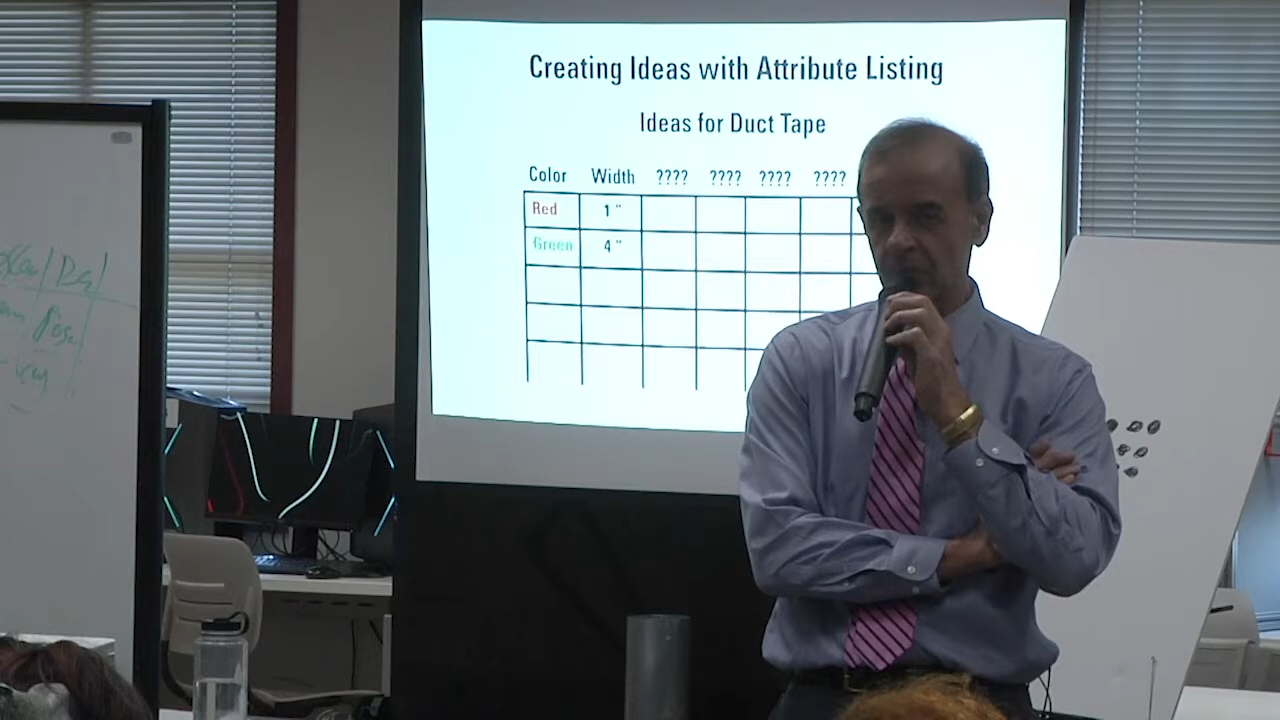 Creating Ideas with Attribute Listing
Ideas for Duct Tape
Color Width ???? ???? ???? ????
Red 1 "
Green 4 "